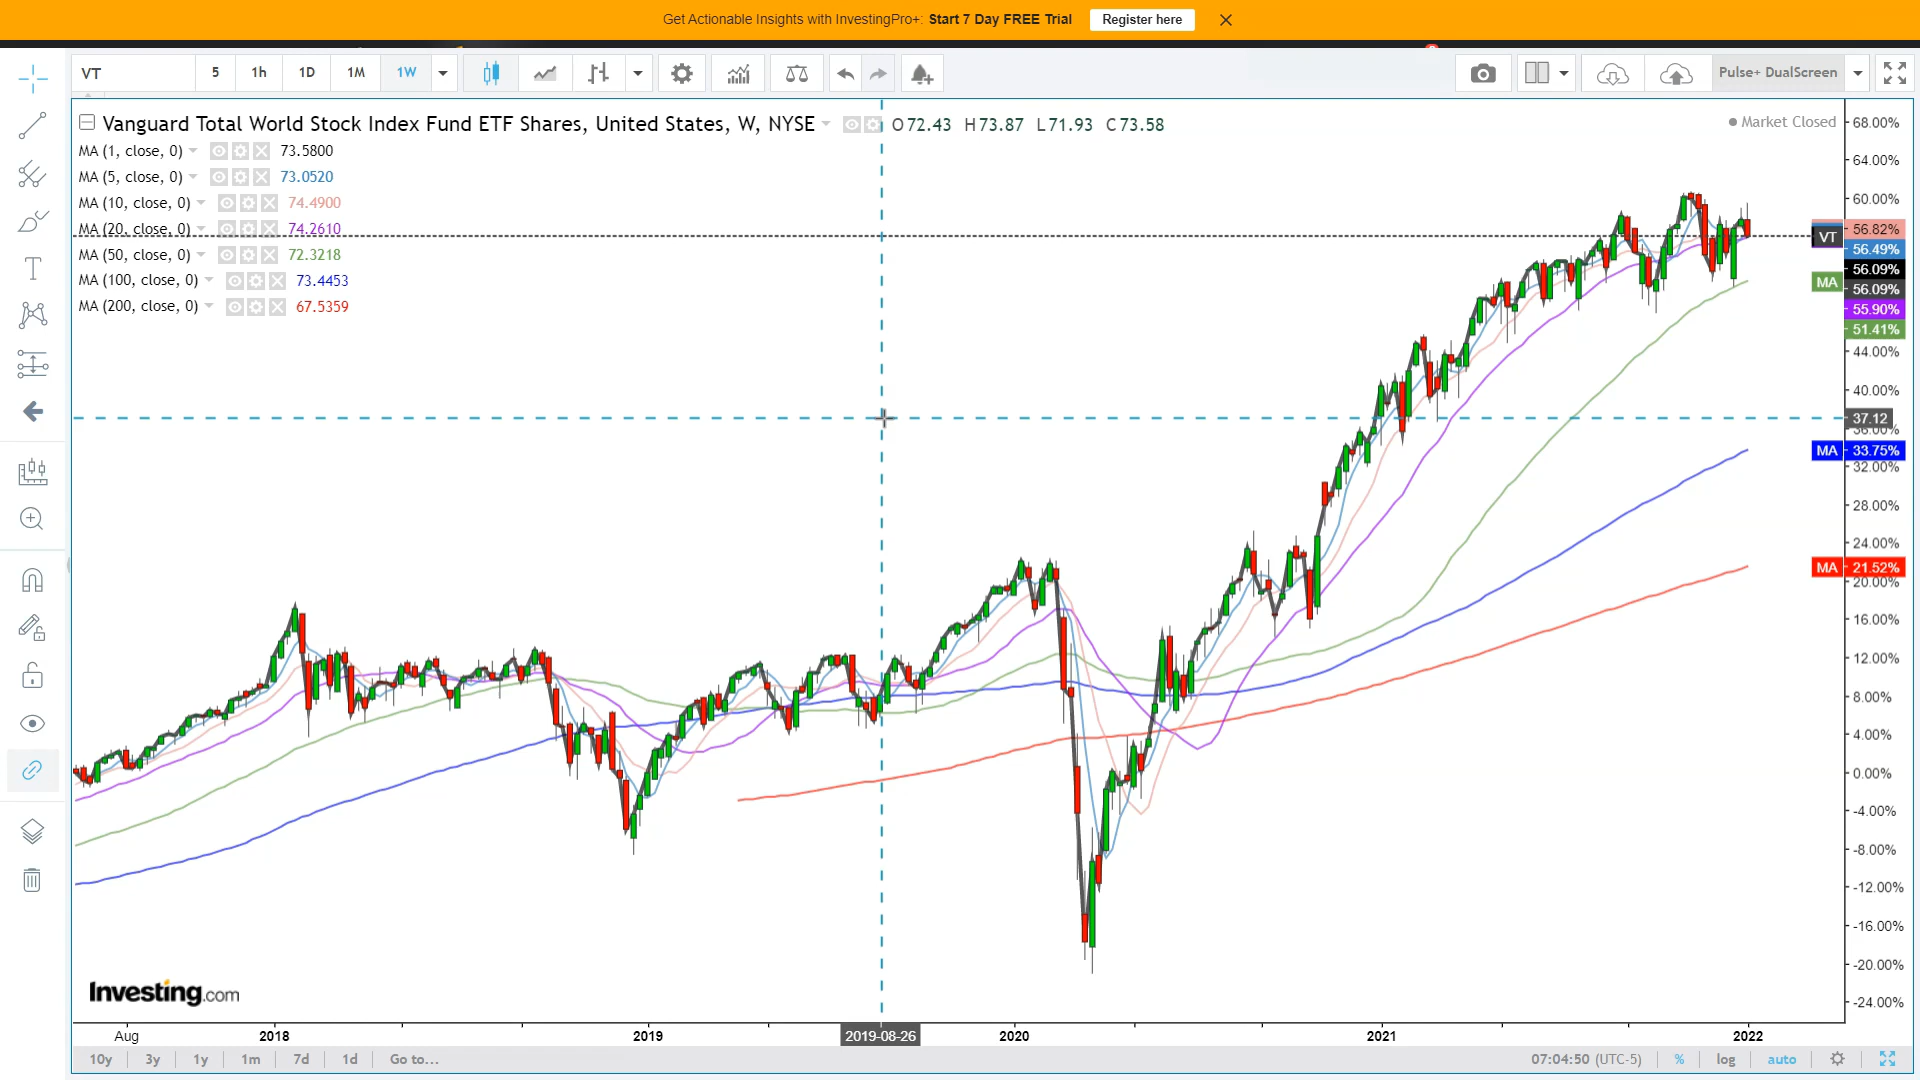 Get Actionable Insights with InvestingPro+: Start 7 Day FREE Trial Register here
VT 5 1h 1D 1M 1W Pulse+ DualScreen
Vanguard Total World Stock Index Fund ETF Shares, United States, W, NYSE O72.43 H73.87 L71.93 C73.58 Market Closed
MA (1, close, 0) 73.5800
MA (5, close, 0) 73.0520
MA (10, close, 0) 74.4900
MA (20, close, 0) 74.2610
MA (50, close, 0) 72.3218
MA (100, close, 0) 73.4453
MA (200, close, 0) 67.5359
68.00%
64.00%
60.00%
56.82%
VT
56.49%
56.09%
MA
56.09%
55.90%
51.41%
44.00%
40.00%
37.12
36.00%
MA 33.75%
32.00%
28.00%
24.00%
MA 21.52%
20.00%
16.00%
12.00%
8.00%
4.00%
0.00%
-4.00%
-8.00%
-12.00%
-16.00%
-20.00%
-24.00%
Investing.com
Aug 2018 2019 2019-08-26 2020 2021 2022
10y 3y 1y 1m 7d 1d Go to... 07:04:50 (UTC-5) % log auto